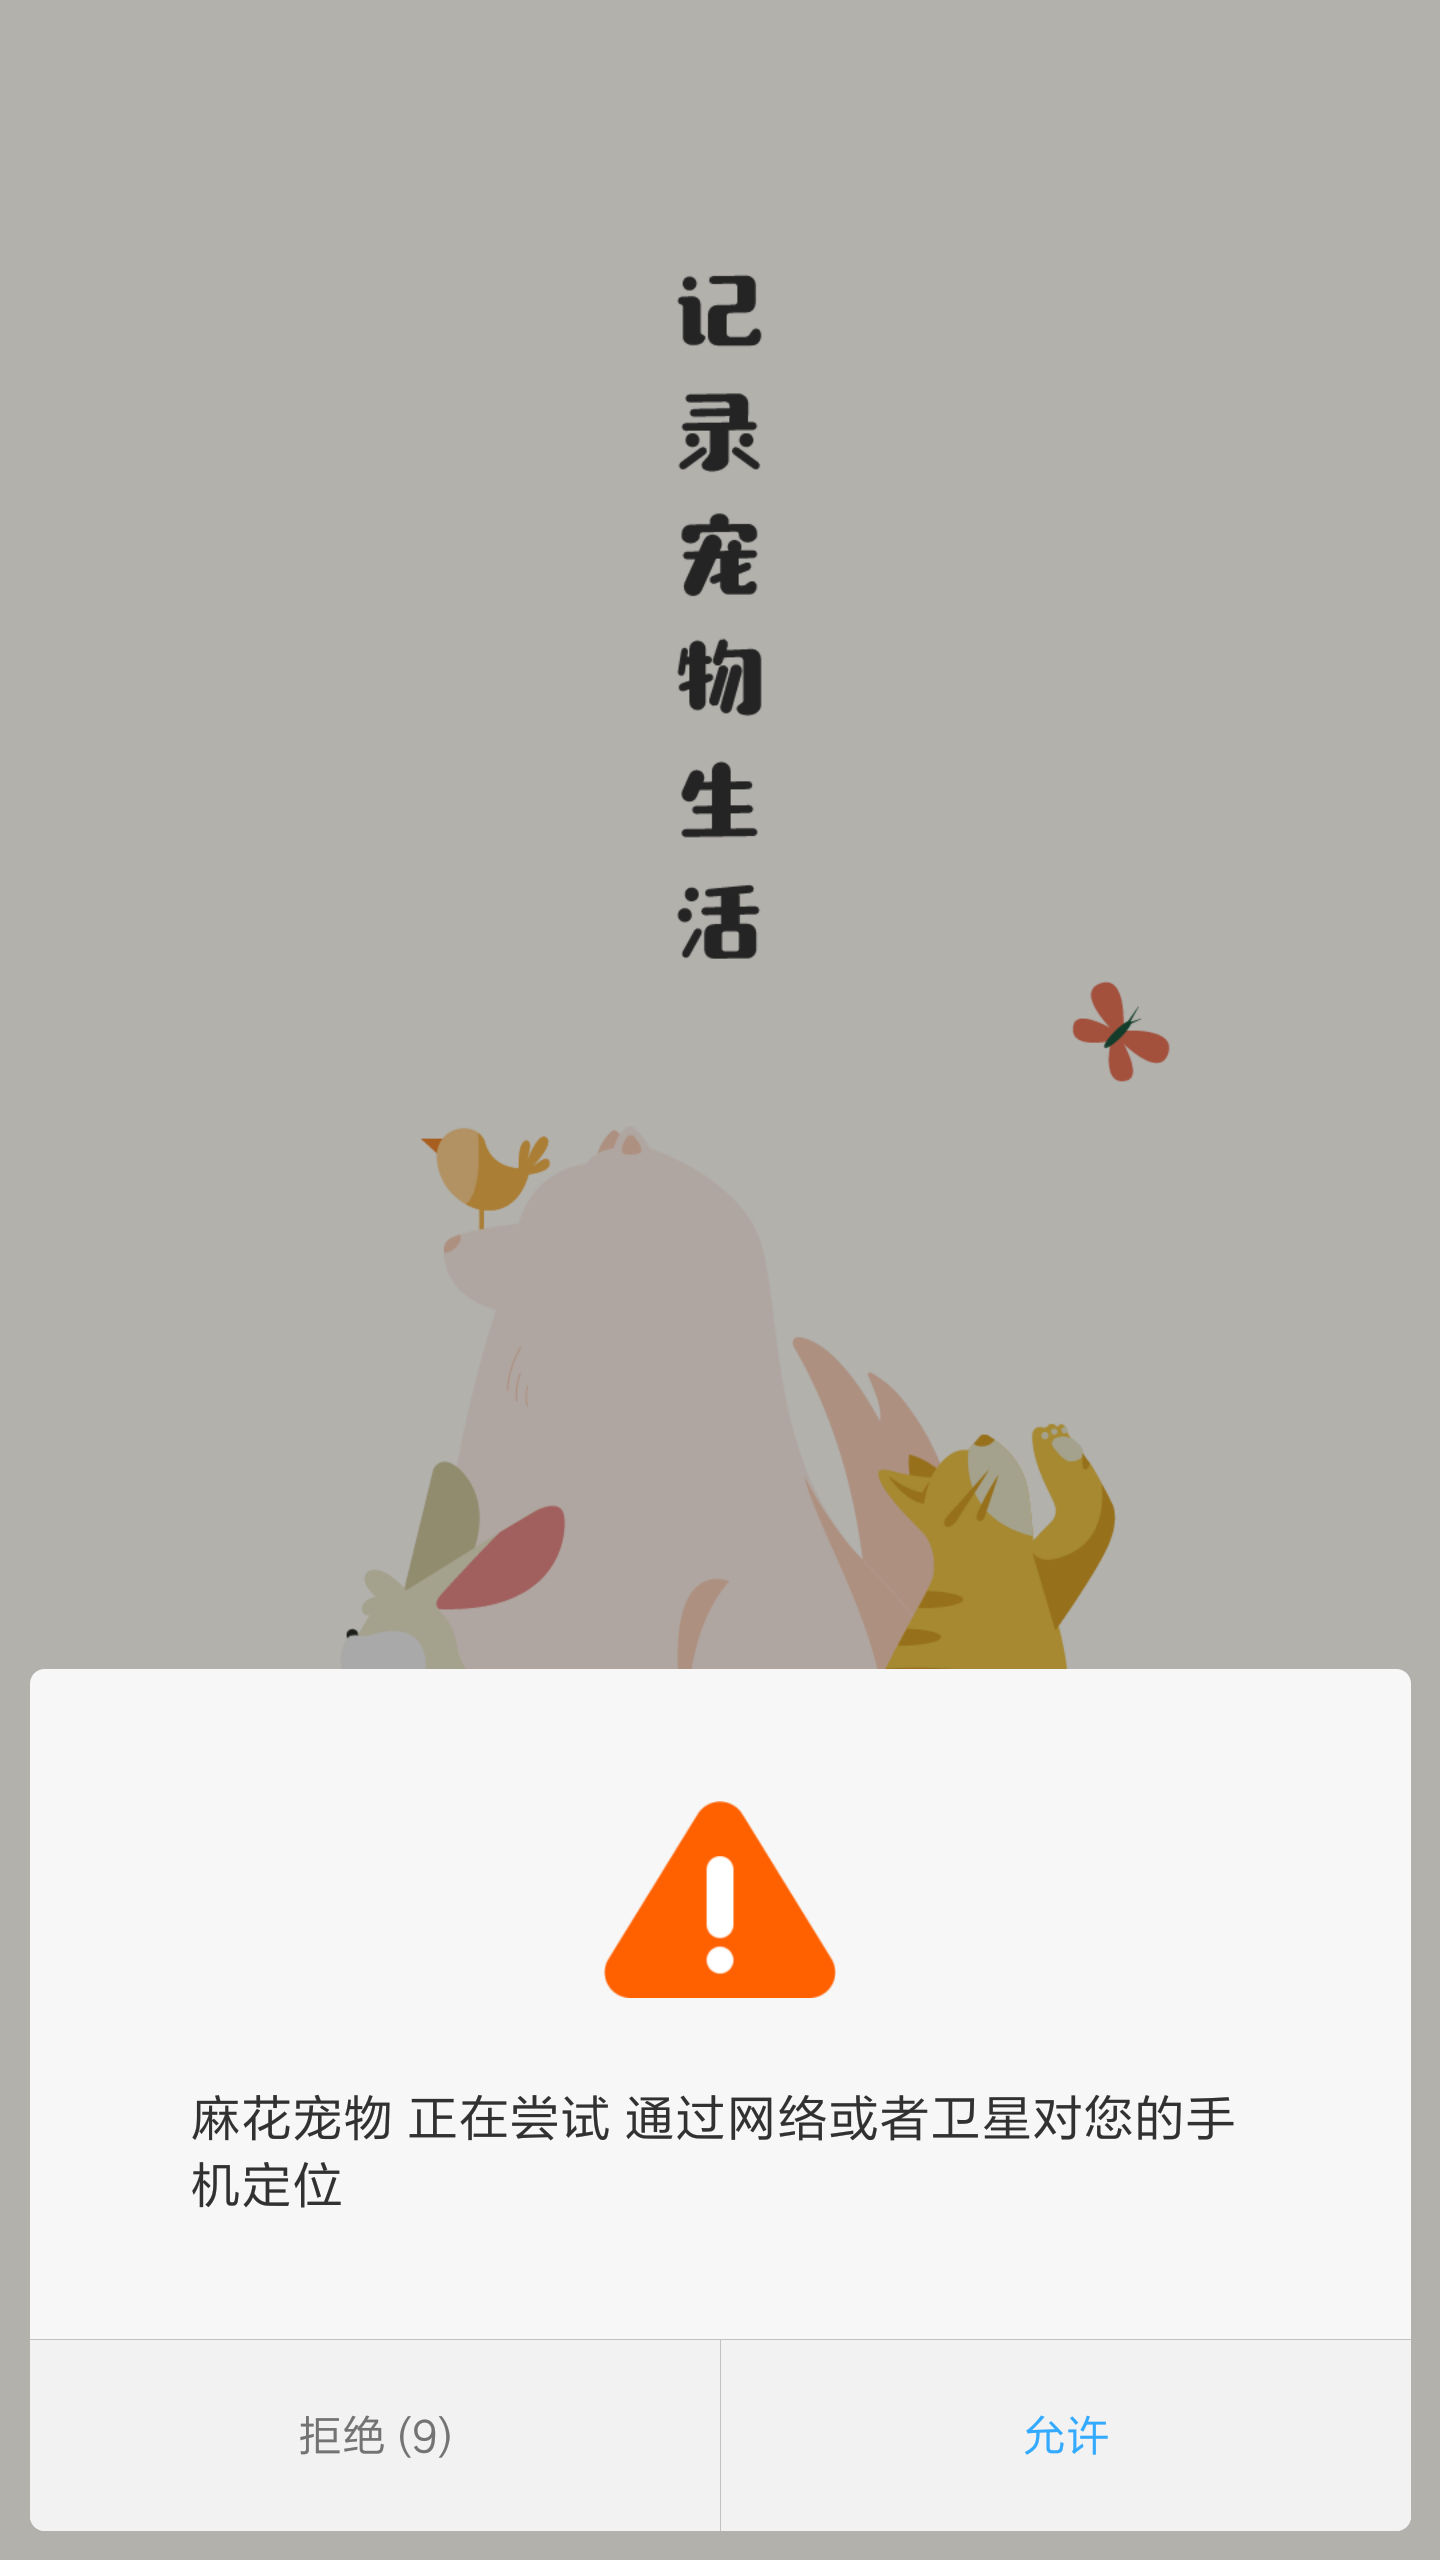 记录宠物生活
麻花宠物 正在尝试 通过网络或者卫星对您的手
机定位
拒绝 (9)
允许